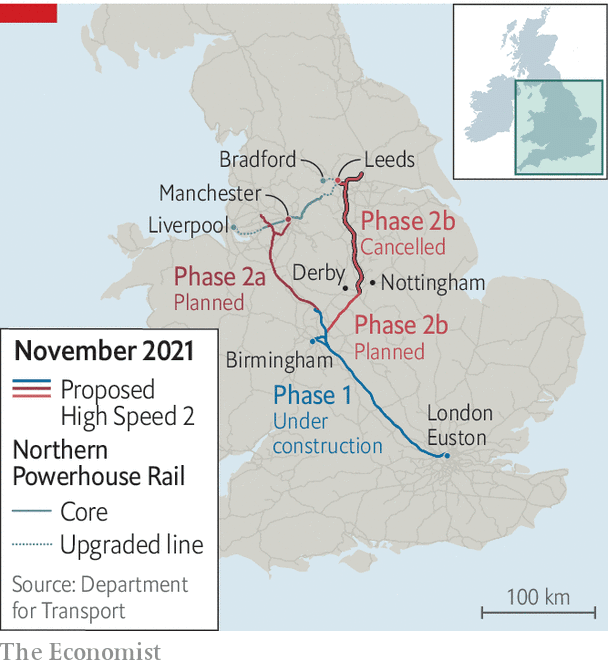 Bradford
Leeds
Manchester
Liverpool
Phase 2b
Cancelled
Phase 2a
Planned
Derby
Nottingham
Phase 2b
Planned
Birmingham
Phase 1
Under
construction
London
Euston
November 2021
Proposed
High Speed 2
Northern
Powerhouse Rail
Core
Upgraded line
Source: Department
for Transport
100 km
The Economist